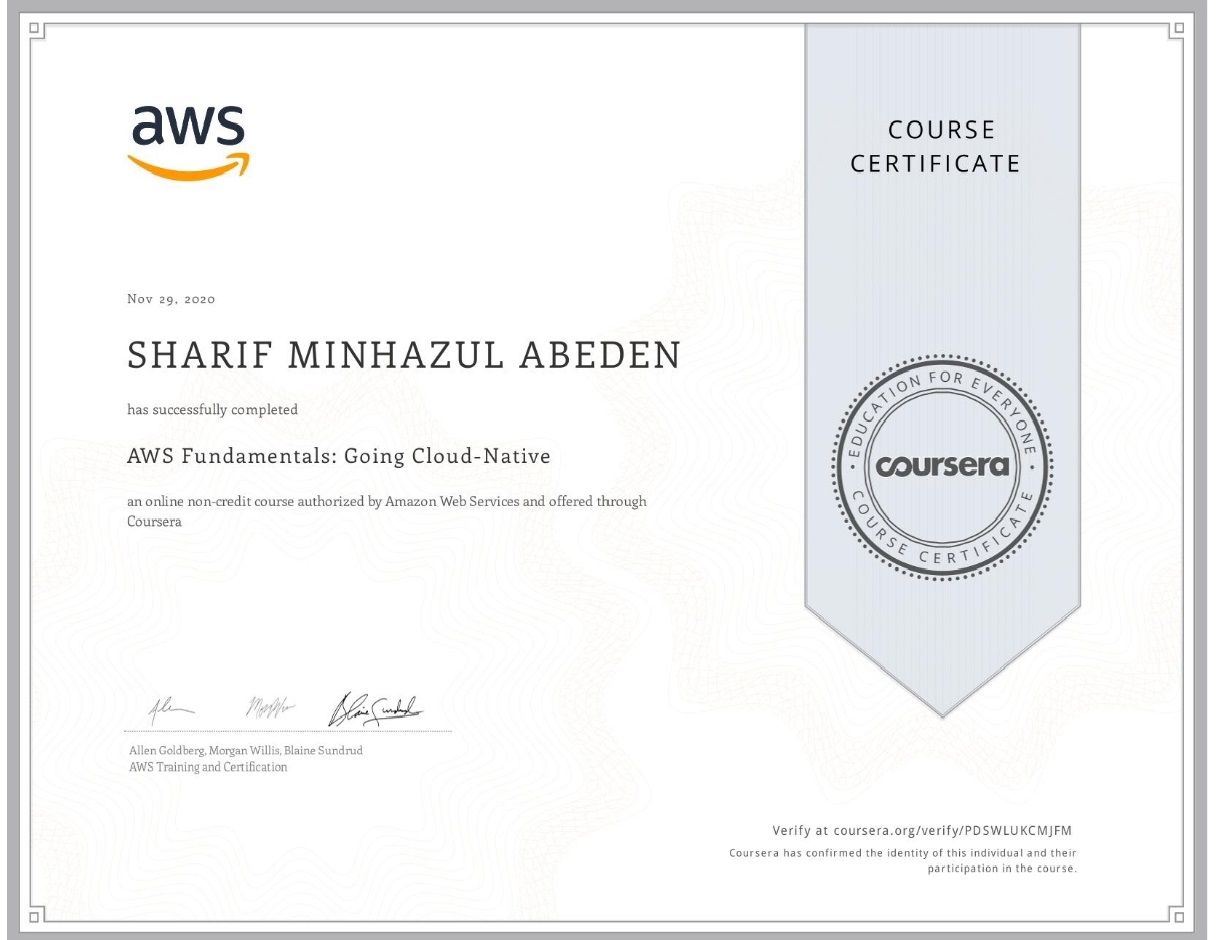 aws
COURSE
CERTIFICATE
Nov 29, 2020
SHARIF MINHAZUL ABEDEN
has successfully completed
AWS Fundamentals: Going Cloud-Native
an online non-credit course authorized by Amazon Web Services and offered through
Coursera
EDUCATION FOR EVERYONE
coursera
COURSE CERTIFICATE
Allen Goldberg, Morgan Willis, Blaine Sundrud
AWS Training and Certification
Verify at coursera.org/verify/PDSWLUKCMJFM
Coursera has confirmed the identity of this individual and their
participation in the course.